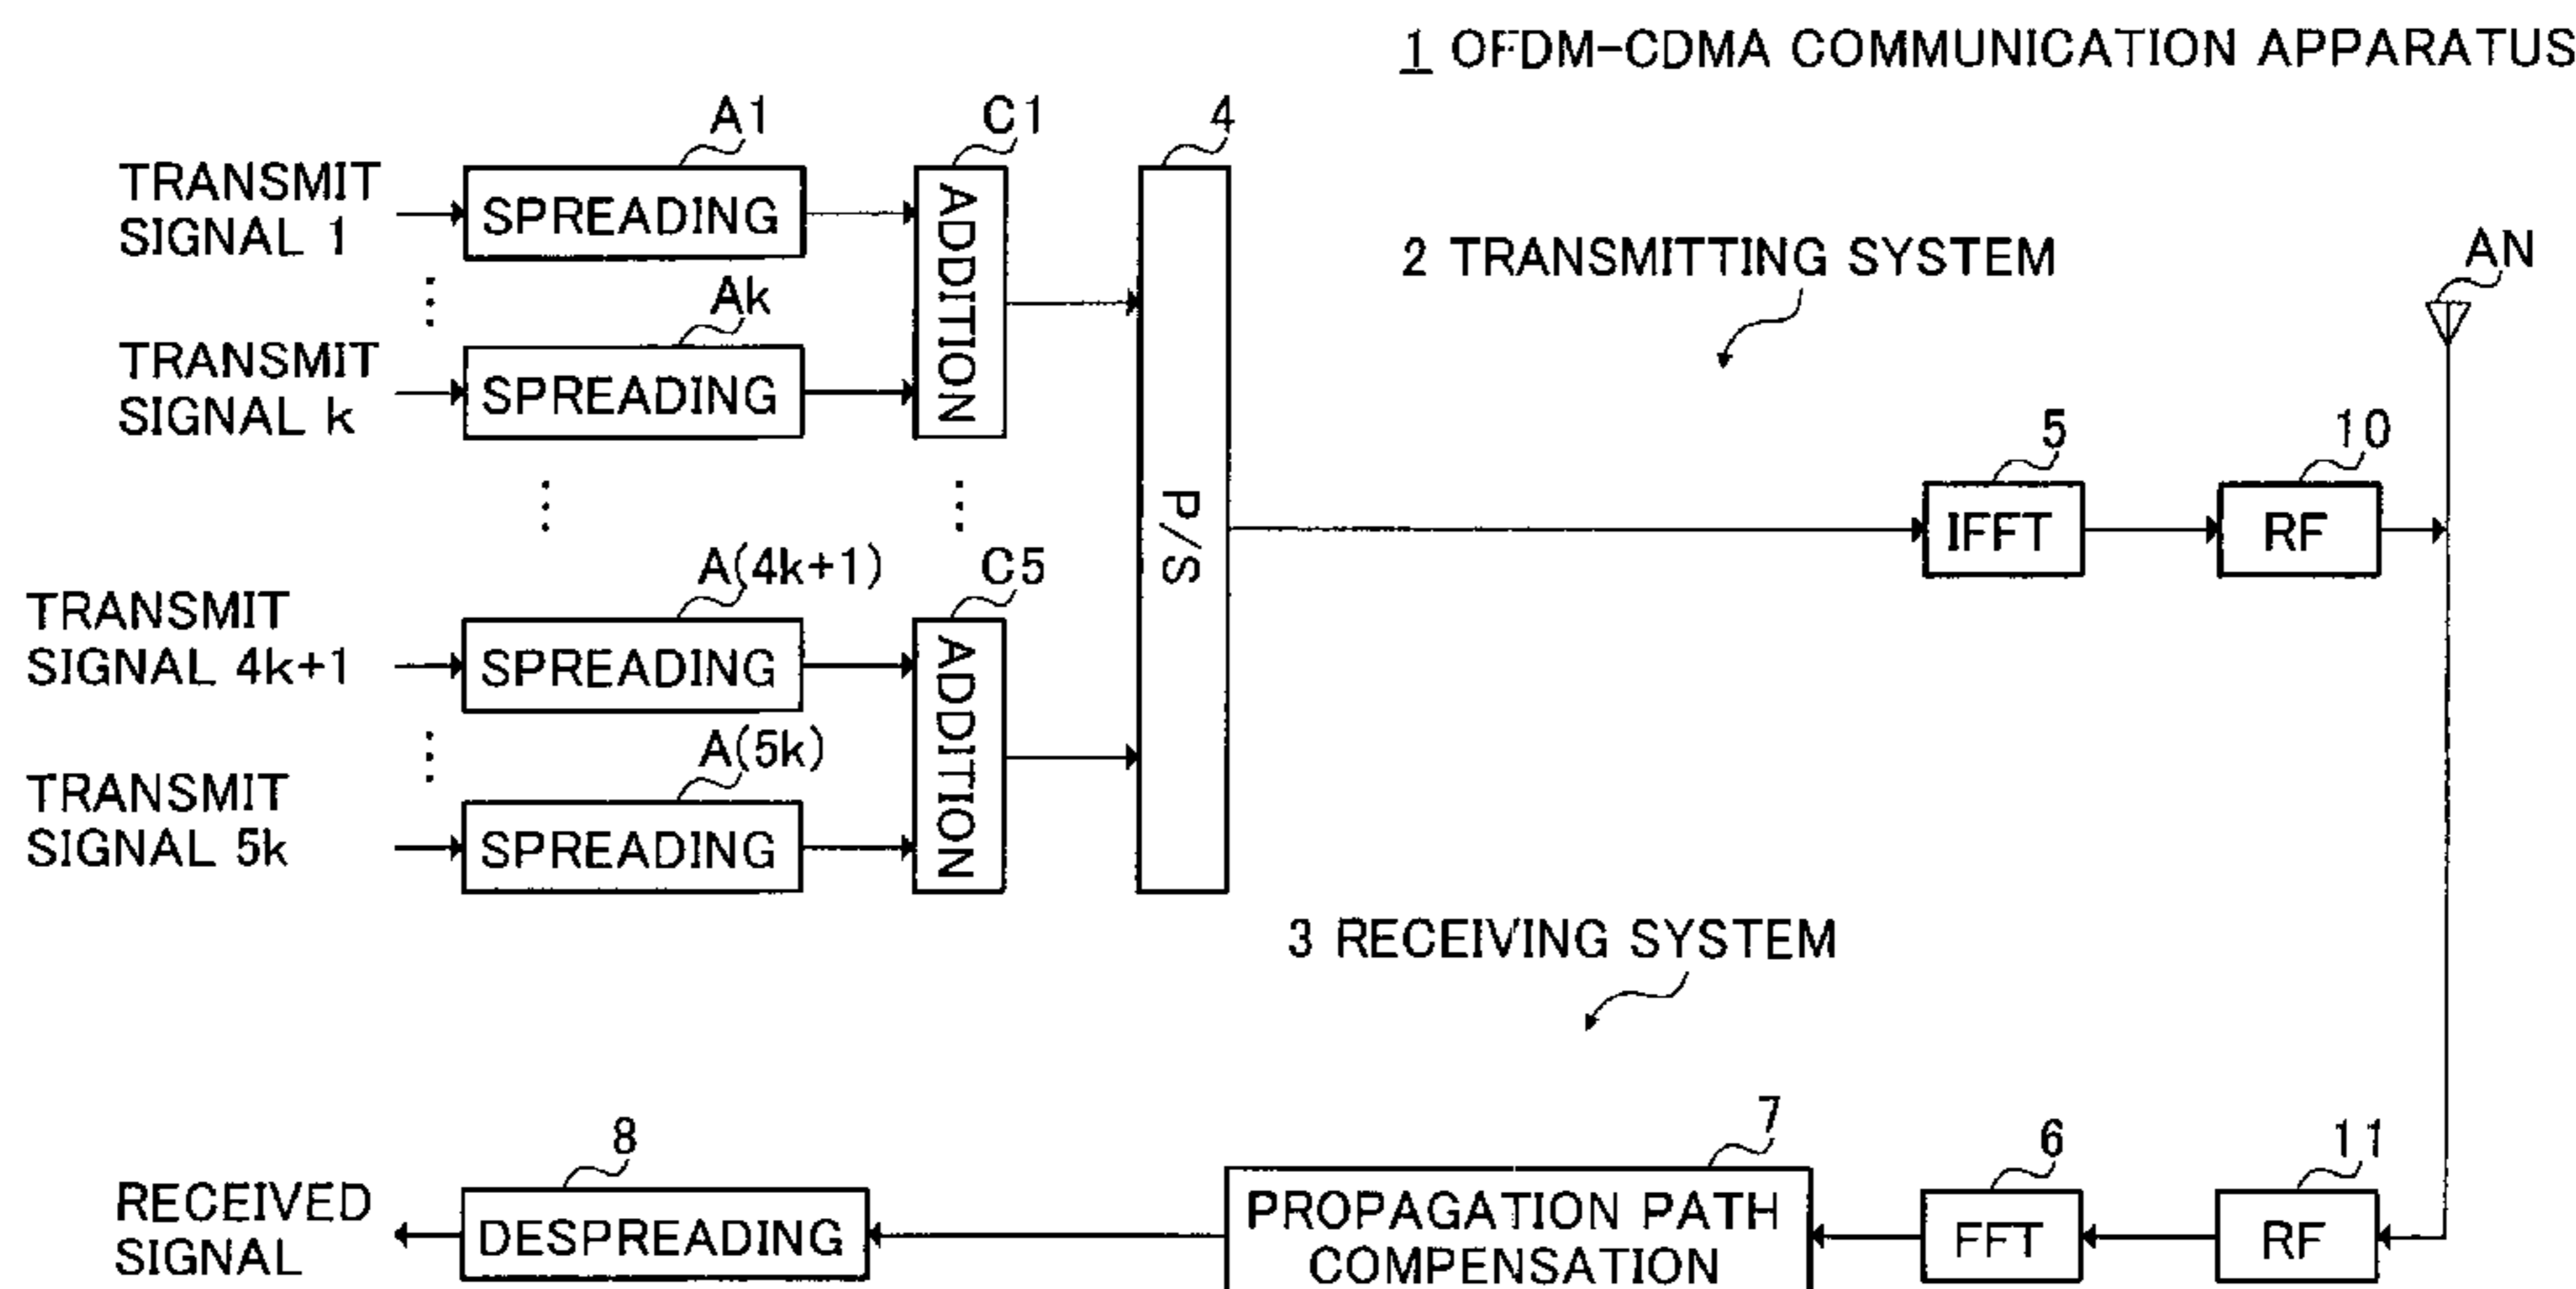 1 OFDM-CDMA COMMUNICATION APPARATUS
A1
C1
4
TRANSMIT
SIGNAL 1
SPREADING
ADDITION
2 TRANSMITTING SYSTEM
AN
Ak
TRANSMIT
SIGNAL k
SPREADING
P/S
5
10
IFFT
RF
A(4k+1)
C5
TRANSMIT
SIGNAL 4k+1
SPREADING
ADDITION
A(5k)
TRANSMIT
SIGNAL 5k
SPREADING
3 RECEIVING SYSTEM
8
7
6
11
RECEIVED
SIGNAL
DESPREADING
PROPAGATION PATH
COMPENSATION
FFT
RF